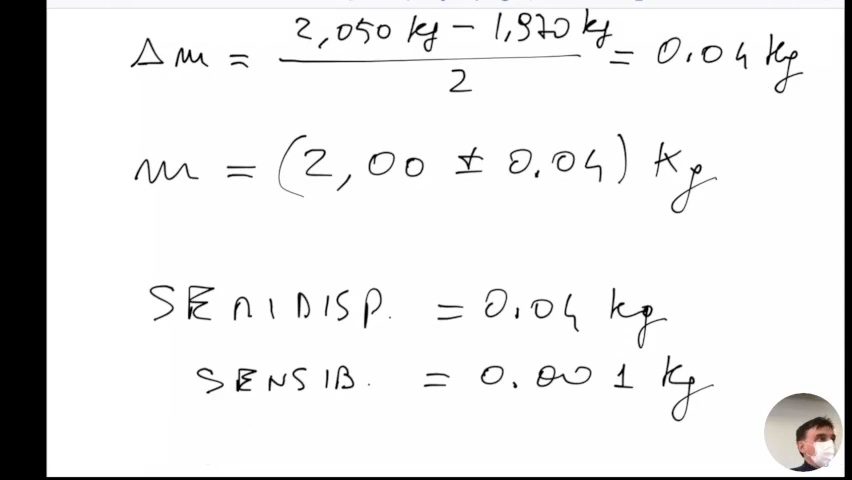 Δm = 2,050 kg - 1,970 kg / 2 = 0.04 kg
m = (2,00 ± 0.04) Kg
SEMIDISP. = 0.04 kg
SENSIB. = 0.001 kg